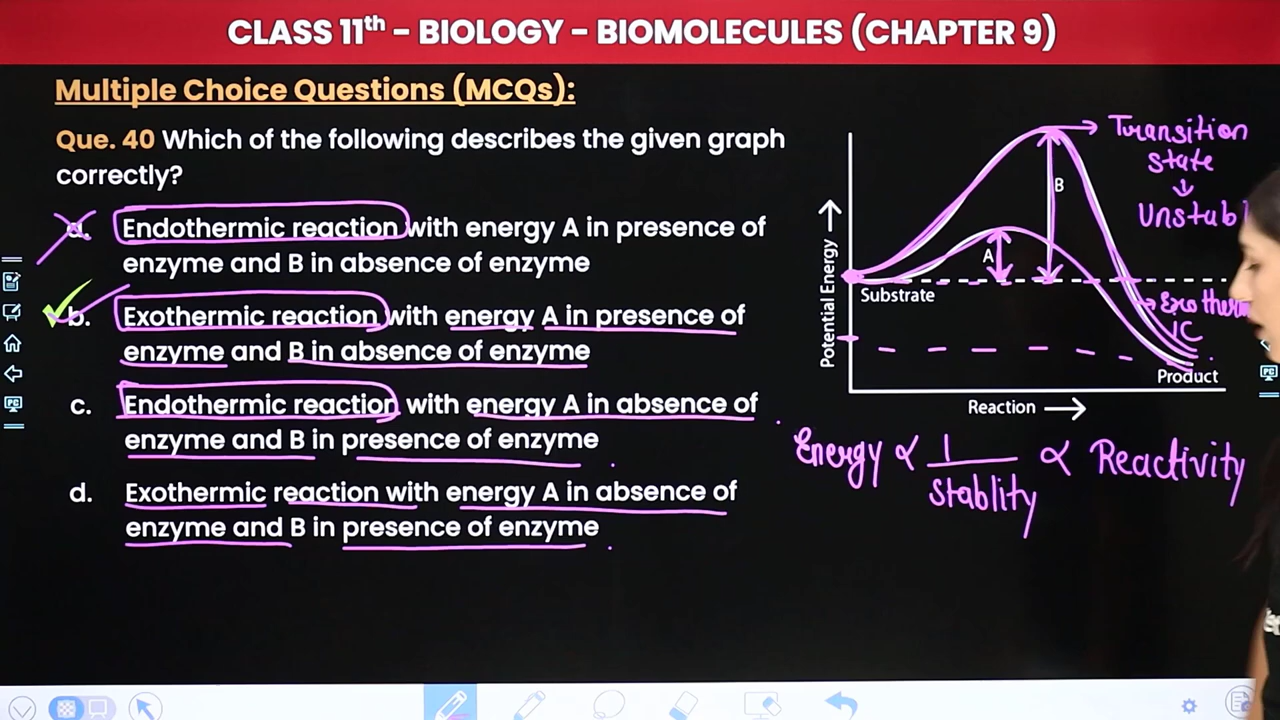 CLASS 11th - BIOLOGY - BIOMOLECULES (CHAPTER 9)
Multiple Choice Questions (MCQs):
Que. 40 Which of the following describes the given graph
correctly?
a. Endothermic reaction with energy A in presence of
enzyme and B in absence of enzyme
b. Exothermic reaction with energy A in presence of
enzyme and B in absence of enzyme
c. Endothermic reaction with energy A in absence of
enzyme and B in presence of enzyme
d. Exothermic reaction with energy A in absence of
enzyme and B in presence of enzyme
Transition
state
Unstabl
B
A
Potential Energy
Substrate
Exotherm
ic
Product
Reaction
Energy ∝ 1/stablity ∝ Reactivity
PC
PC